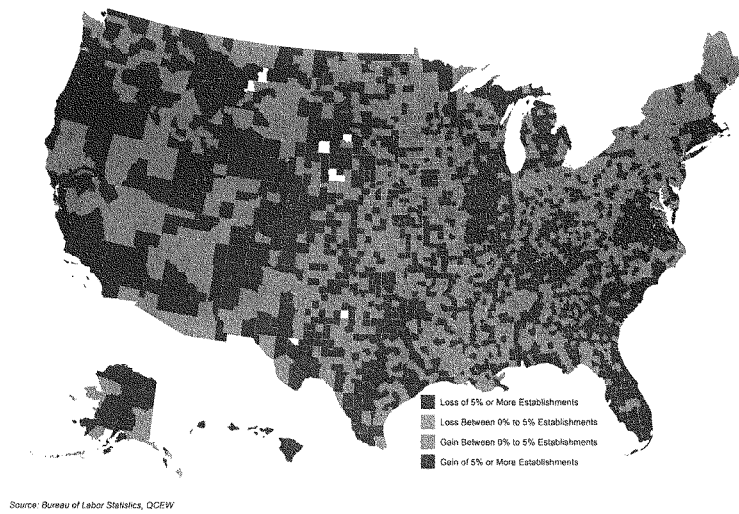 Loss of 5% or More Establishments
Loss Between 0% to 5% Establishments
Gain Between 0% to 5% Establishments
Gain of 5% or More Establishments
Source: Bureau of Labor Statistics, QCEW